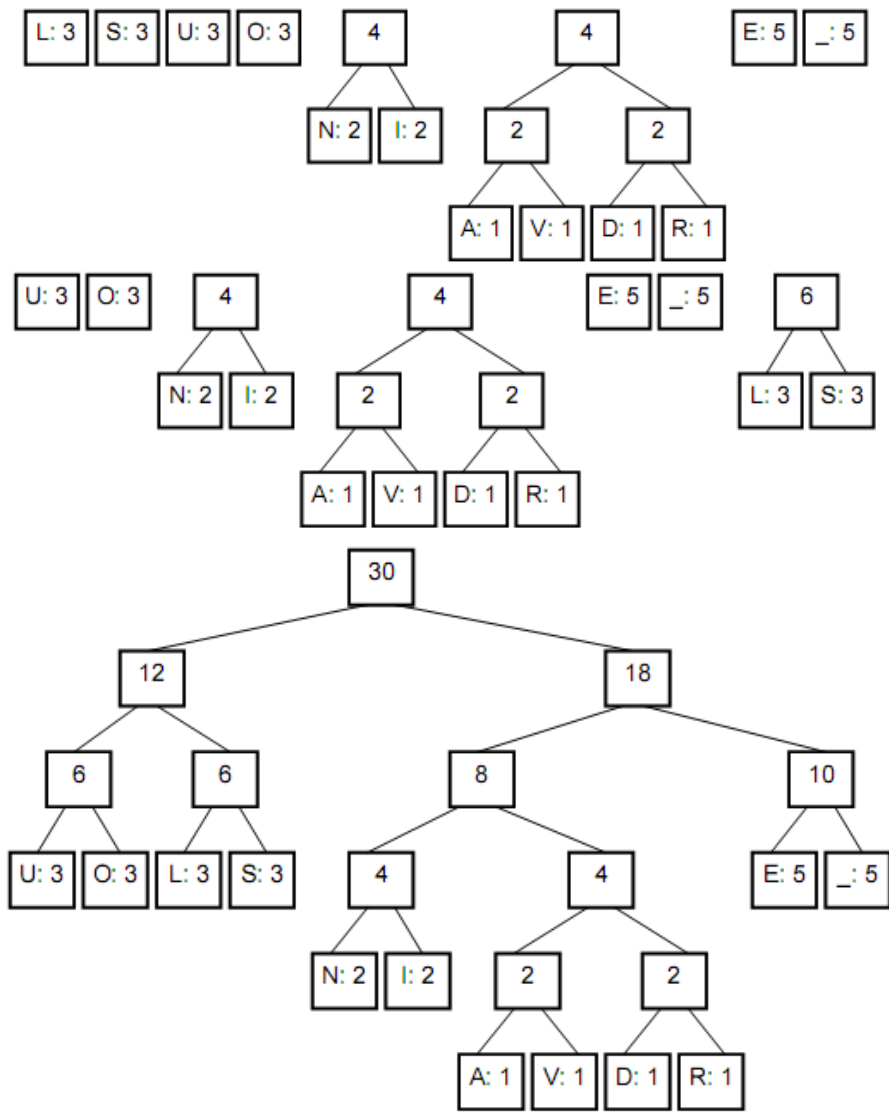 L: 3 S: 3 U: 3 O: 3 4 4 E: 5 _: 5
N: 2 I: 2 2 2
A: 1 V: 1 D: 1 R: 1
U: 3 O: 3 4 4 E: 5 _: 5 6
N: 2 I: 2 2 2 L: 3 S: 3
A: 1 V: 1 D: 1 R: 1
30
12 18
6 6 8 10
U: 3 O: 3 L: 3 S: 3 4 4 E: 5 _: 5
N: 2 I: 2 2 2
A: 1 V: 1 D: 1 R: 1